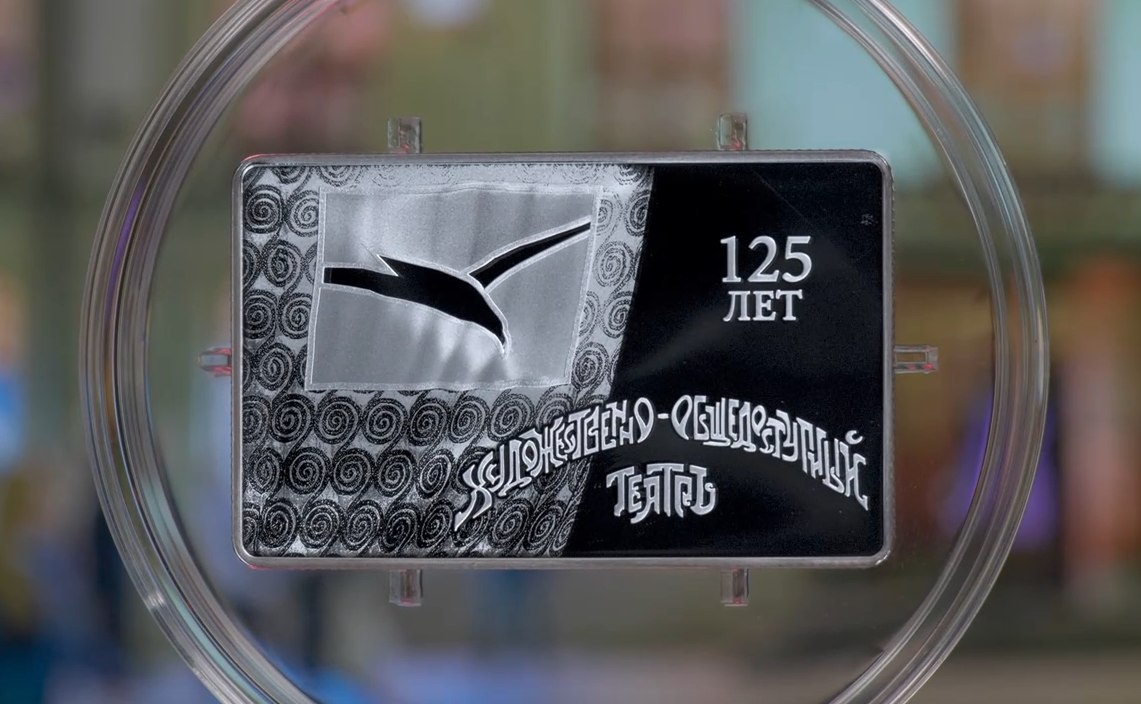 125
ЛЕТ
ХУДОЖЕСТВЕННО-ОБЩЕДОСТУПНЫЙ
ТЕАТРЪ